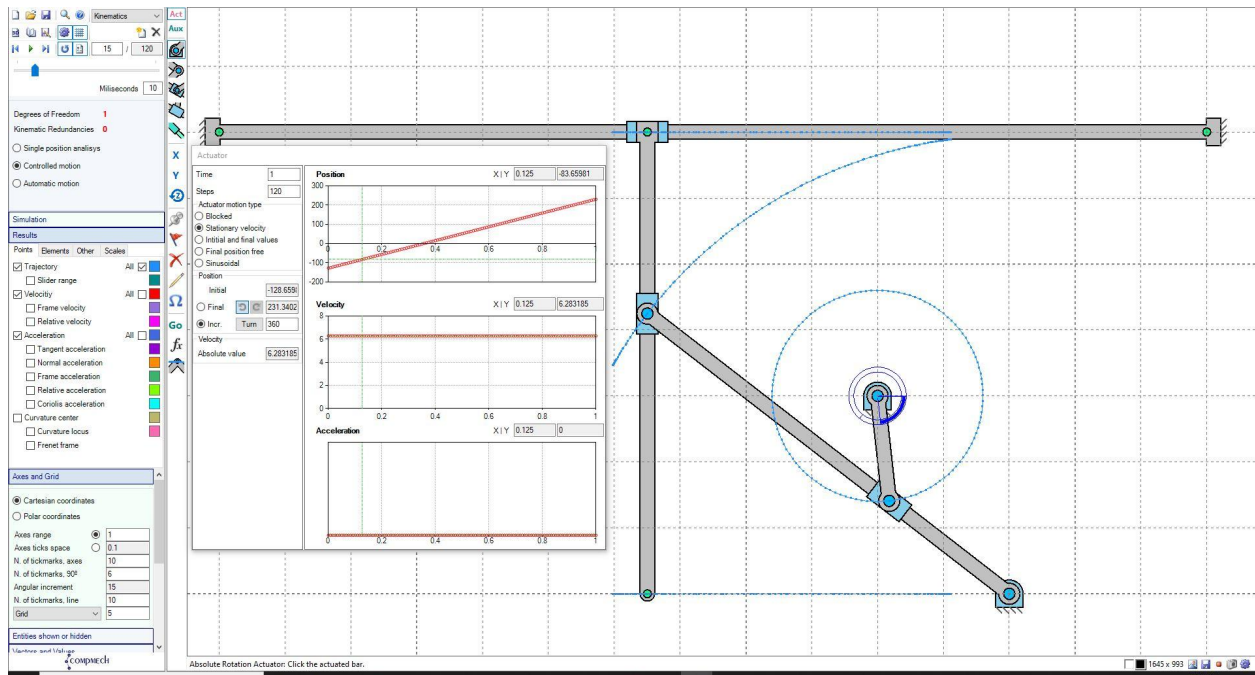 Kinematics
15 / 120
Miliseconds 10
Degrees of Freedom 1
Kinematic Redundancies 0
Single position analisys
Controlled motion
Automatic motion
Simulation
Results
Points Elements Other Scales
Trajectory All
Slider range
Velocitiy All
Frame velocity
Relative velocity
Acceleration All
Tangent acceleration
Normal acceleration
Frame acceleration
Relative acceleration
Coriolis acceleration
Curvature center
Curvature locus
Frenet frame
Axes and Grid
Cartesian coordinates
Polar coordinates
Axes range 1
Axes ticks space 0.1
N. of tickmarks, axes 10
N. of tickmarks, 90º 6
Angular increment 15
N. of tickmarks, line 10
Grid 5
Entities shown or hidden
Vectors and Values
COMPMECH
Act
Aux
X
Y
Z
Ω
Go
fx
Actuator
Time 1
Steps 120
Actuator motion type
Blocked
Stationary velocity
Intitial and final values
Final position free
Sinusoidal
Position
Initial -128.659
Final 231.3402
Incr. Turn 360
Velocity
Absolute value 6.283185
Position X | Y 0.125 -83.65981
300
200
100
0
-100
-200
0 0.2 0.4 0.6 0.8 1
Velocity X | Y 0.125 6.283185
8
6
4
2
0
0 0.2 0.4 0.6 0.8 1
Acceleration X | Y 0.125 0
0 0.2 0.4 0.6 0.8 1
Absolute Rotation Actuator: Click the actuated bar.
1645 x 993